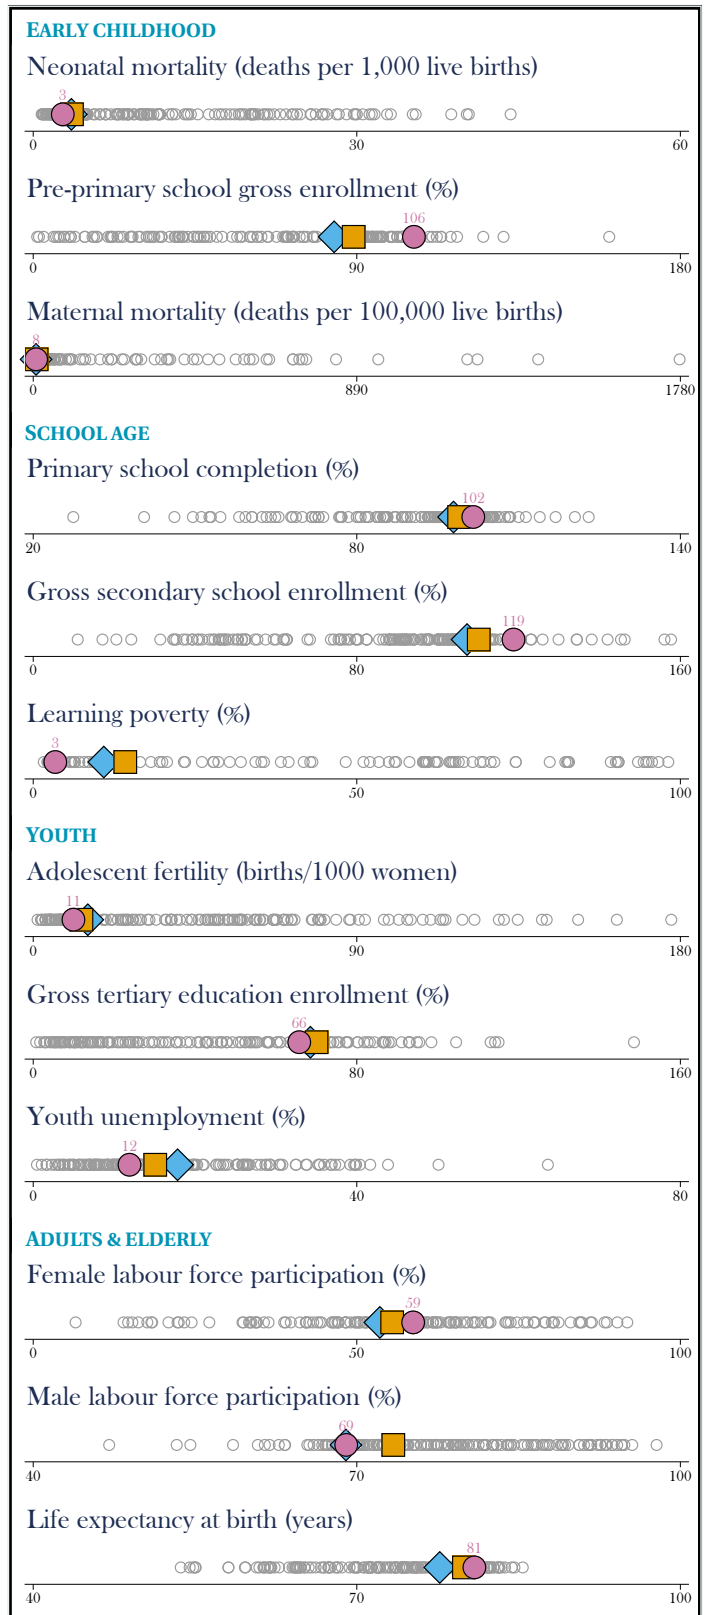 EARLY CHILDHOOD
Neonatal mortality (deaths per 1,000 live births)
3
0 30 60
Pre-primary school gross enrollment (%)
106
0 90 180
Maternal mortality (deaths per 100,000 live births)
8
0 890 1780
SCHOOL AGE
Primary school completion (%)
102
20 80 140
Gross secondary school enrollment (%)
119
0 80 160
Learning poverty (%)
3
0 50 100
YOUTH
Adolescent fertility (births/1000 women)
11
0 90 180
Gross tertiary education enrollment (%)
66
0 80 160
Youth unemployment (%)
12
0 40 80
ADULTS & ELDERLY
Female labour force participation (%)
59
0 50 100
Male labour force participation (%)
69
40 70 100
Life expectancy at birth (years)
81
40 70 100